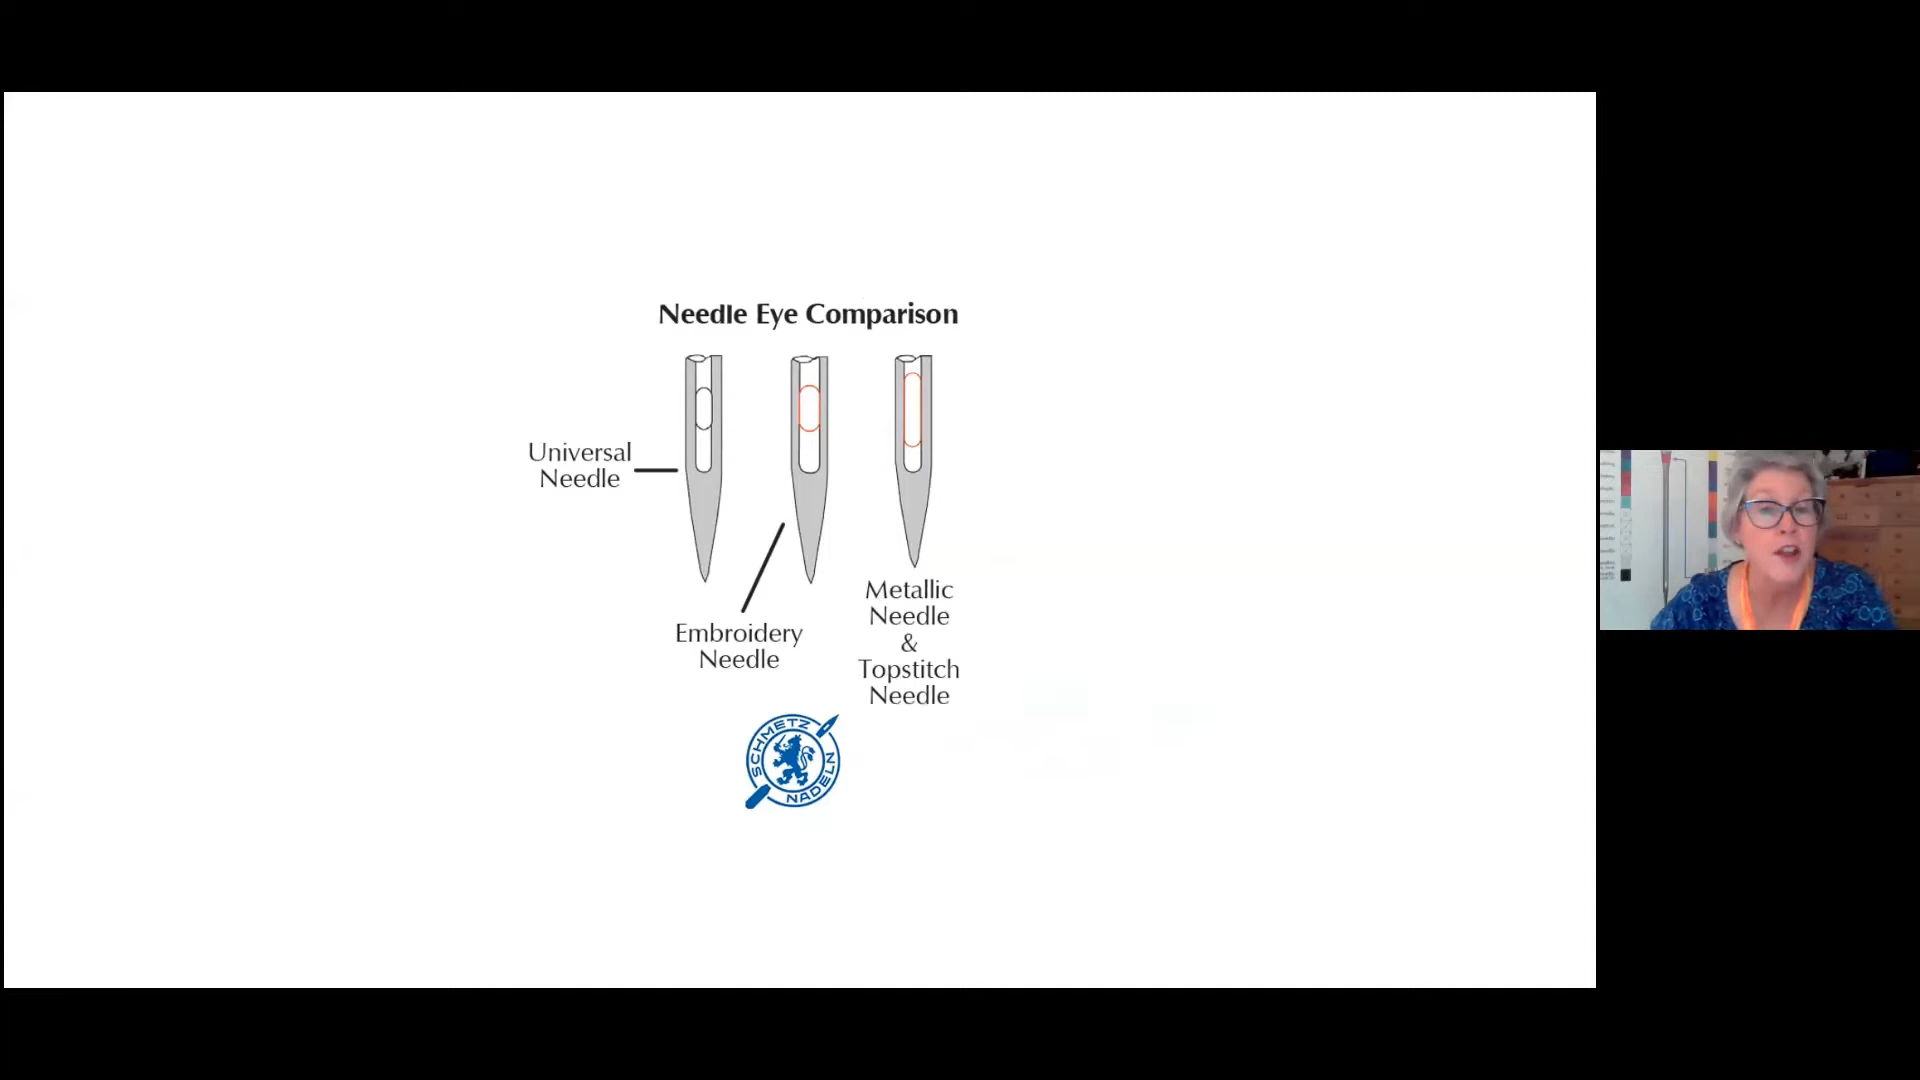 Needle Eye Comparison
Universal
Needle
Embroidery
Needle
Metallic
Needle
&
Topstitch
Needle
SCHMETZ
NADELN